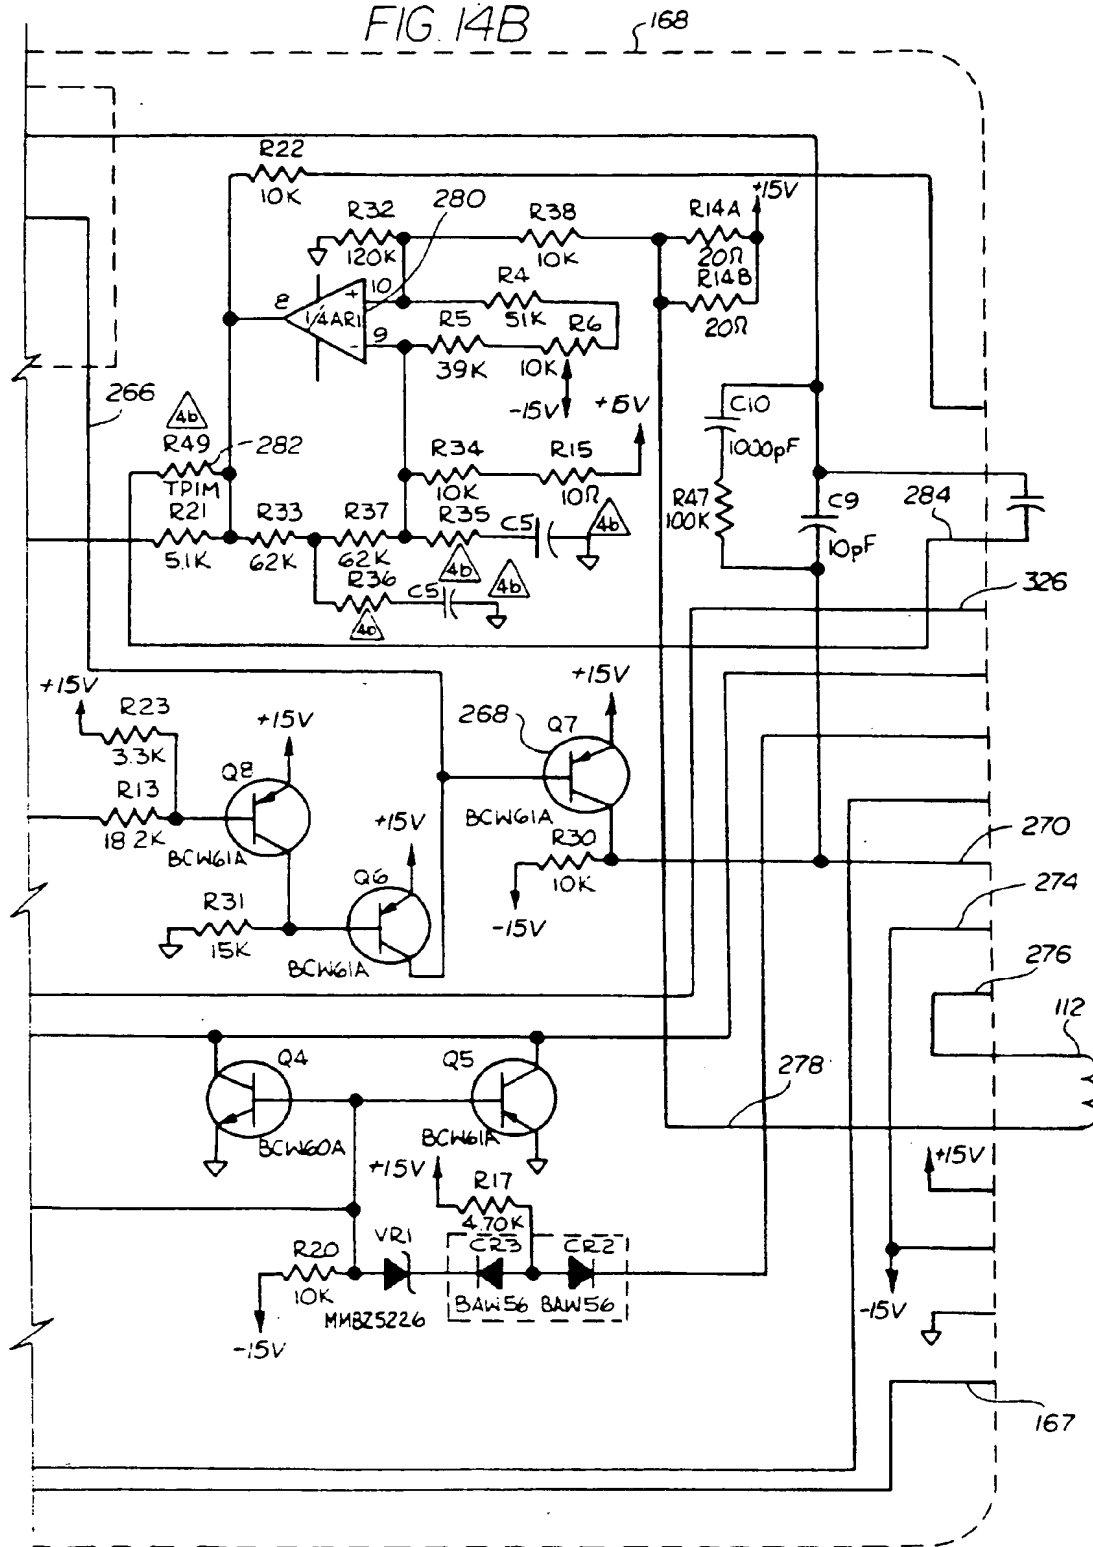 FIG. 14B
168
R22
10K
+15V
R32
280
R38
R14A
120K
10K
20Ω
R14B
20Ω
8
1/4AR1
+
10
-
9
R4
51K
R5
R6
39K
10K
-15V
+15V
266
4b
R49
282
TP1M
R34
R15
10K
10Ω
C10
1000pF
R47
100K
C9
10pF
284
R21
R33
R37
R35
C5
4b
5.1K
62K
62K
4b
R36
C5
4b
4b
326
+15V
R23
3.3K
+15V
268
Q7
+15V
R13
Q8
18.2K
BCW61A
+15V
BCW61A
R30
10K
-15V
270
R31
15K
Q6
BCW61A
274
276
112
Q4
Q5
BCW60A
BCW61A
278
+15V
+15V
R17
4.70K
R20
VR1
CR3
CR2
10K
MMBZ5226
BAW56
BAW56
-15V
-15V
167